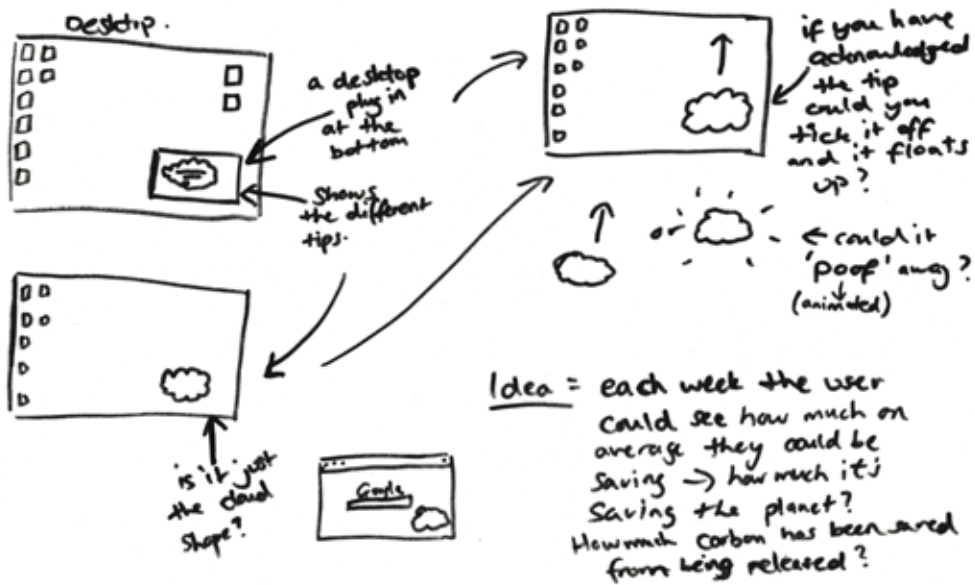 Desktop.
a desktop
plug in
at the
bottom
Shows
the different
tips.
if you have
acknowledged
the tip
could you
tick it off
and it floats
up?
or
← could it
'poof' away?
↓
(animated)
is it just
the cloud
shape?
Google
Idea = each week the user
could see how much on
average they could be
saving → how much it's
saving the planet?
How much carbon has been saved
from being released?